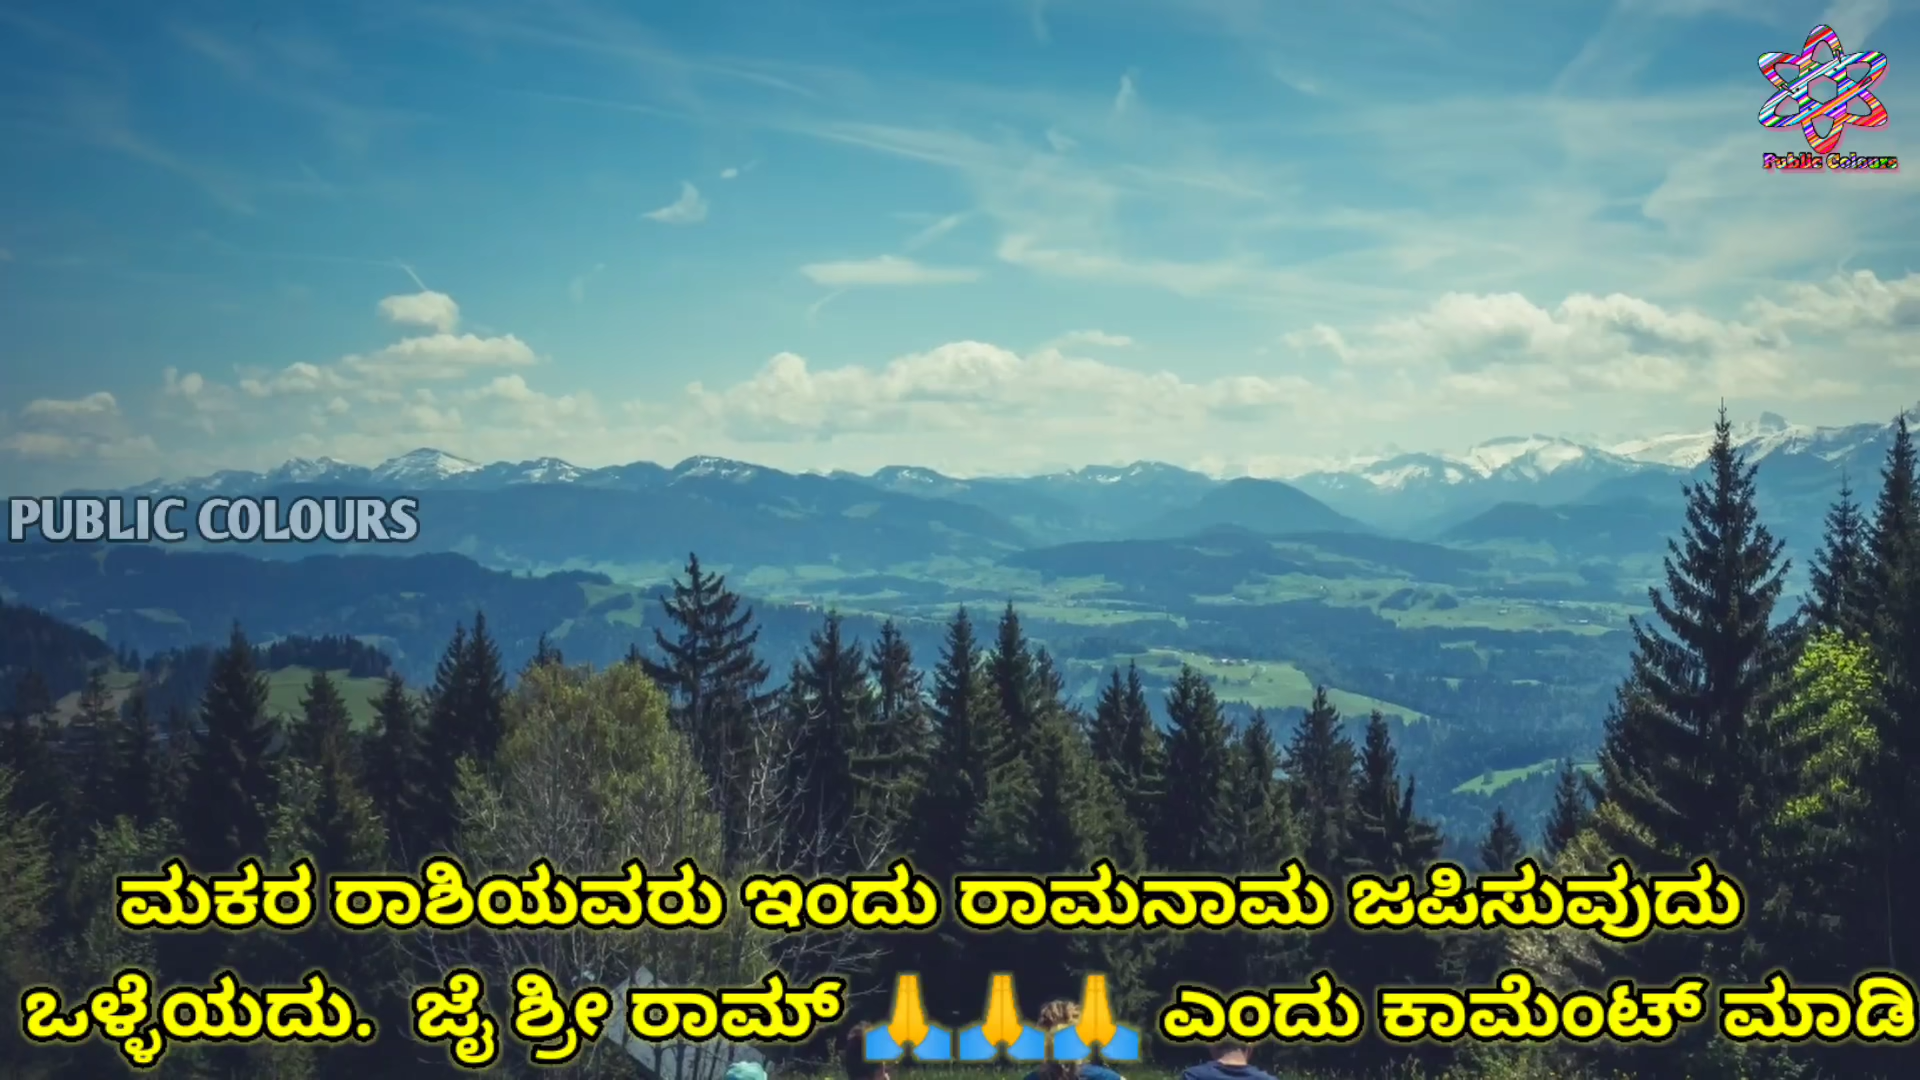 Public Colours
PUBLIC COLOURS
ಮಕರ ರಾಶಿಯವರು ಇಂದು ರಾಮನಾಮ ಜಪಿಸುವುದು
ಒಳ್ಳೆಯದು. ಜೈ ಶ್ರೀ ರಾಮ್ 🙏🙏🙏 ಎಂದು ಕಾಮೆಂಟ್ ಮಾಡಿ